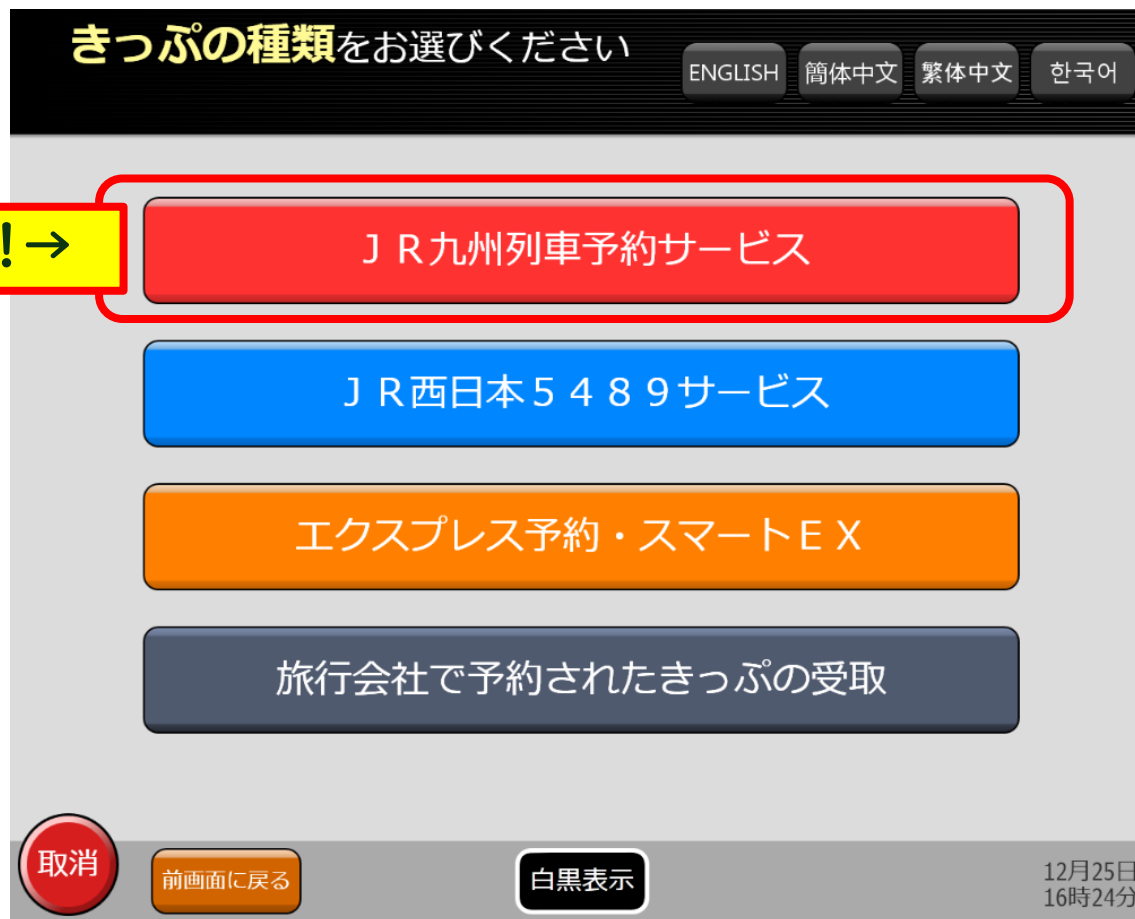 きっぷの種類をお選びください
ENGLISH 簡体中文 繁体中文 한국어
!→
ＪＲ九州列車予約サービス
ＪＲ西日本５４８９サービス
エクスプレス予約・スマートＥＸ
旅行会社で予約されたきっぷの受取
取消
前画面に戻る
白黒表示
12月25日
16時24分